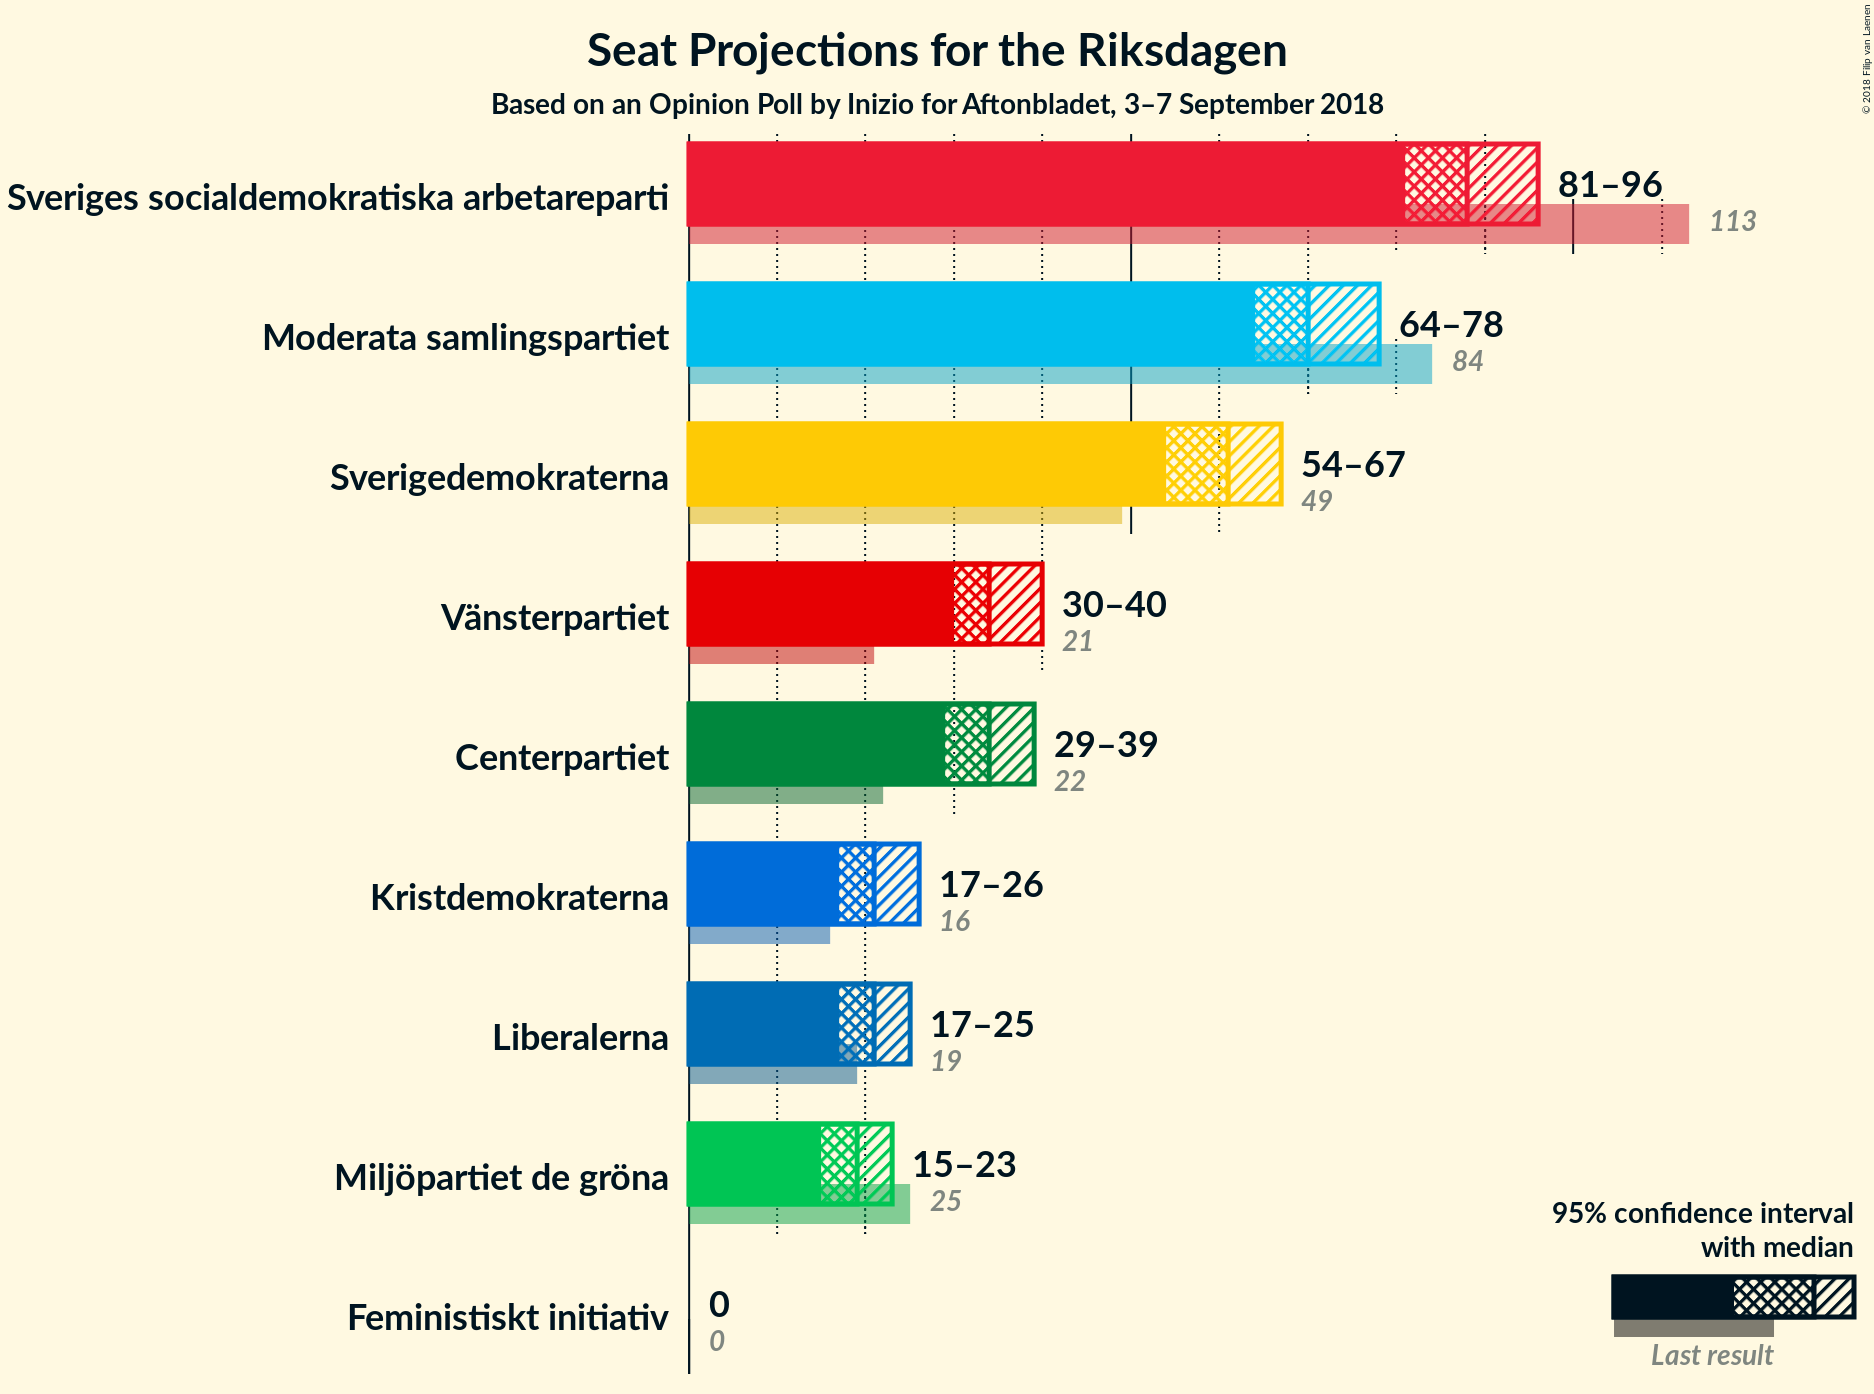 Seat Projections for the Riksdagen
Based on an Opinion Poll by Inizio for Aftonbladet, 3–7 September 2018
© 2018 Filip van Laenen
Sveriges socialdemokratiska arbetareparti
81–96
113
Moderata samlingspartiet
64–78
84
Sverigedemokraterna
54–67
49
Vänsterpartiet
30–40
21
Centerpartiet
29–39
22
Kristdemokraterna
17–26
16
Liberalerna
17–25
19
Miljöpartiet de gröna
15–23
25
Feministiskt initiativ
0
0
95% confidence interval
with median
Last result